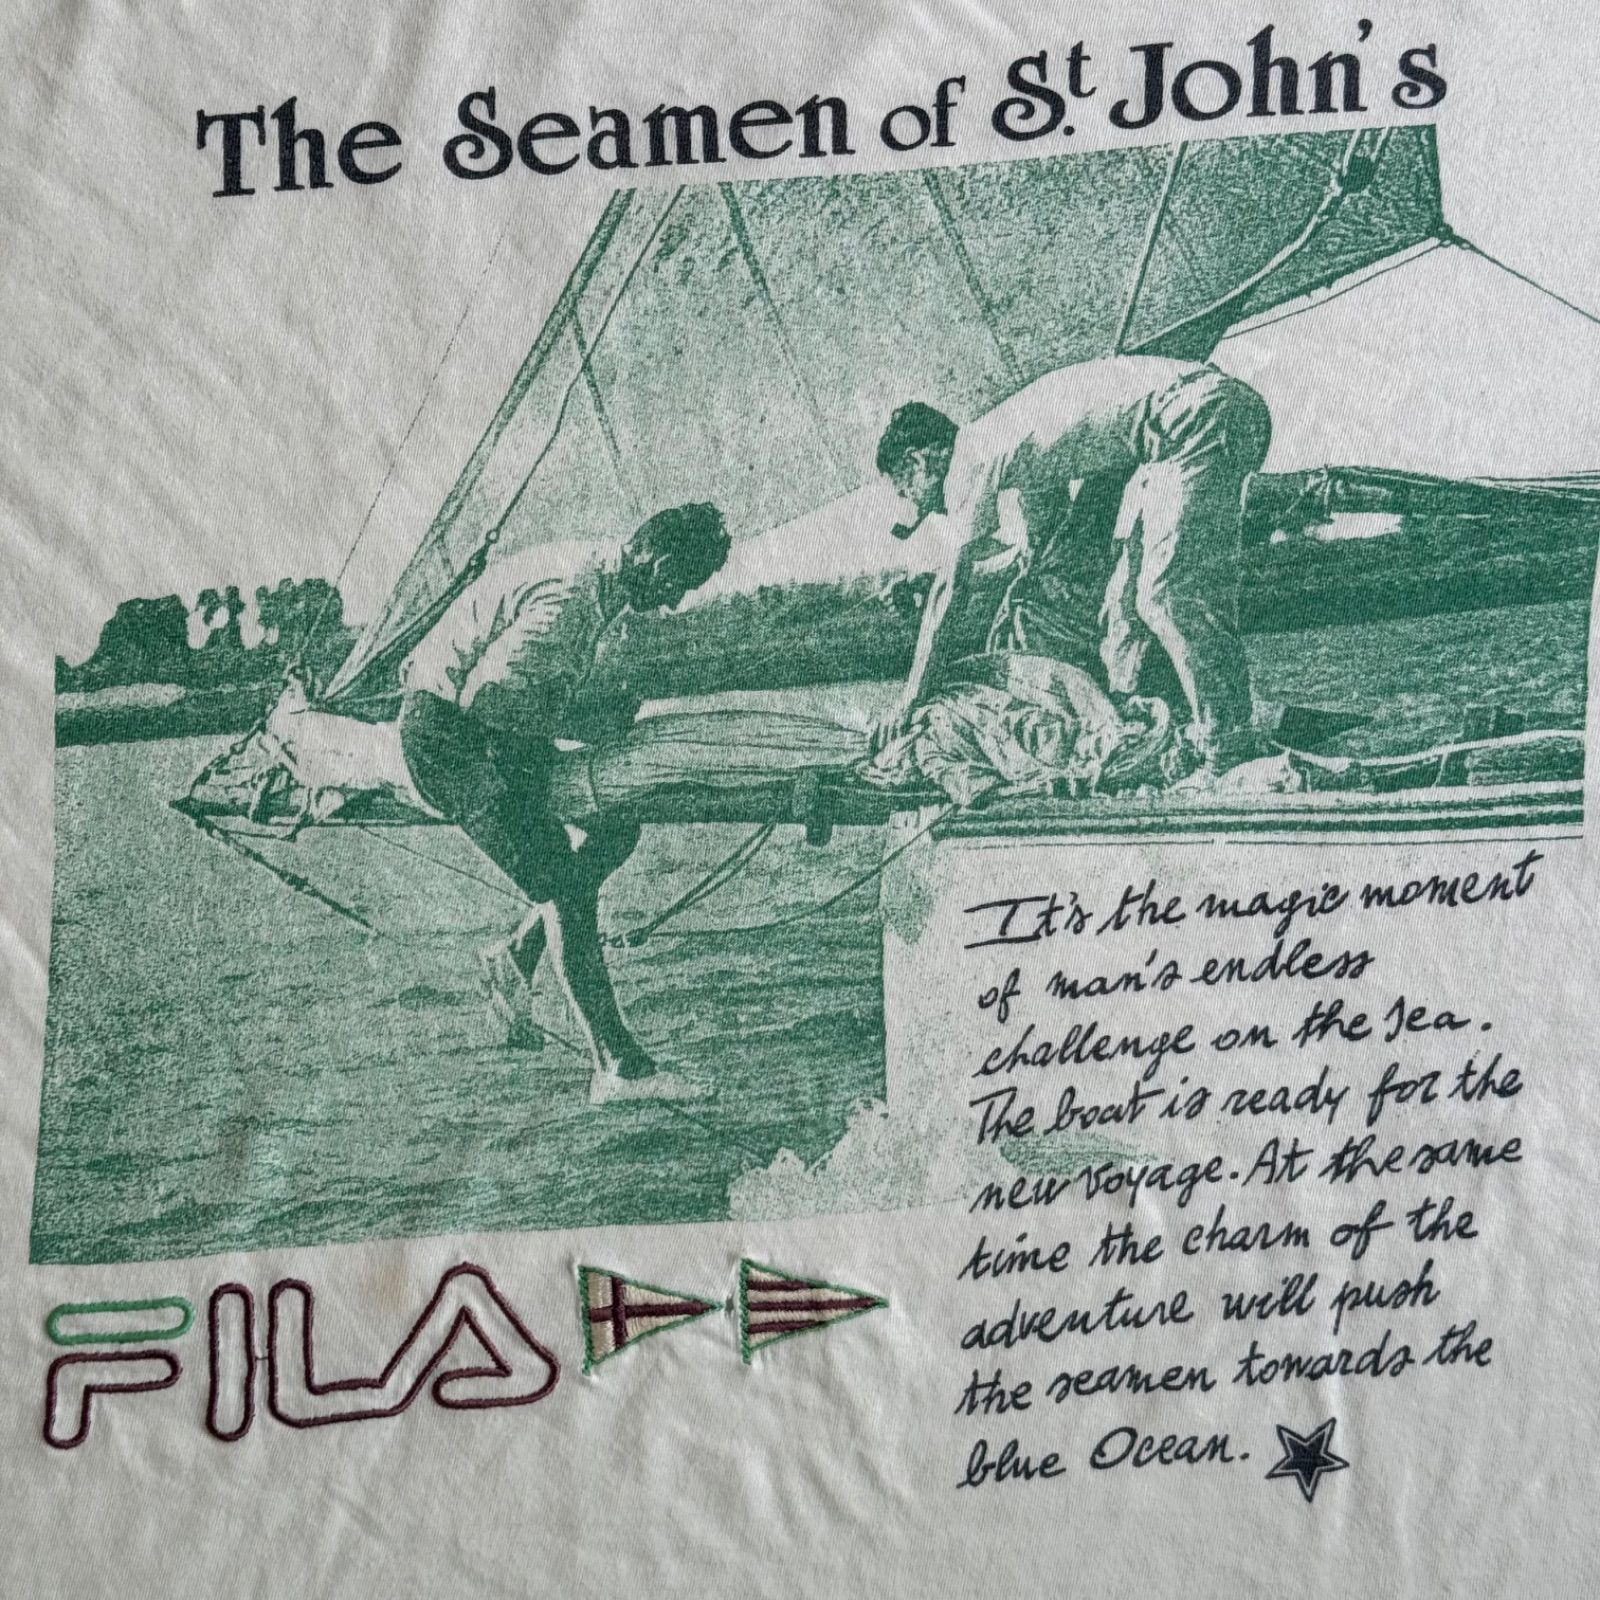 The Seamen of St. John's
It's the magic moment
of man's endless
challenge on the sea.
The boat is ready for the
new voyage. At the same
time the charm of the
adventure will push
the seamen towards the
blue Ocean.
FILA